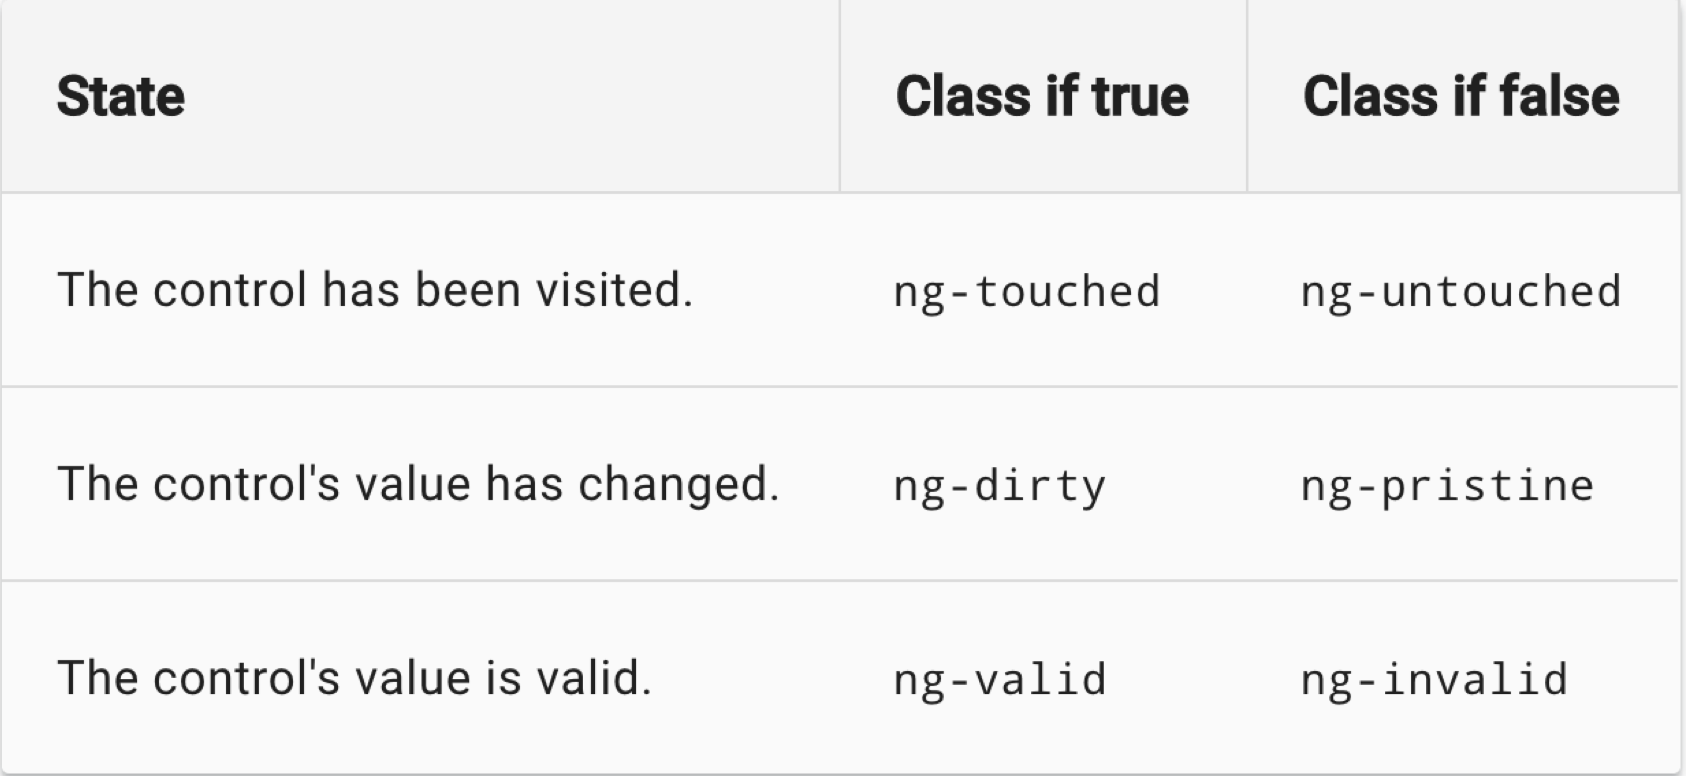 State Class if true Class if false
The control has been visited. ng-touched ng-untouched
The control's value has changed. ng-dirty ng-pristine
The control's value is valid. ng-valid ng-invalid